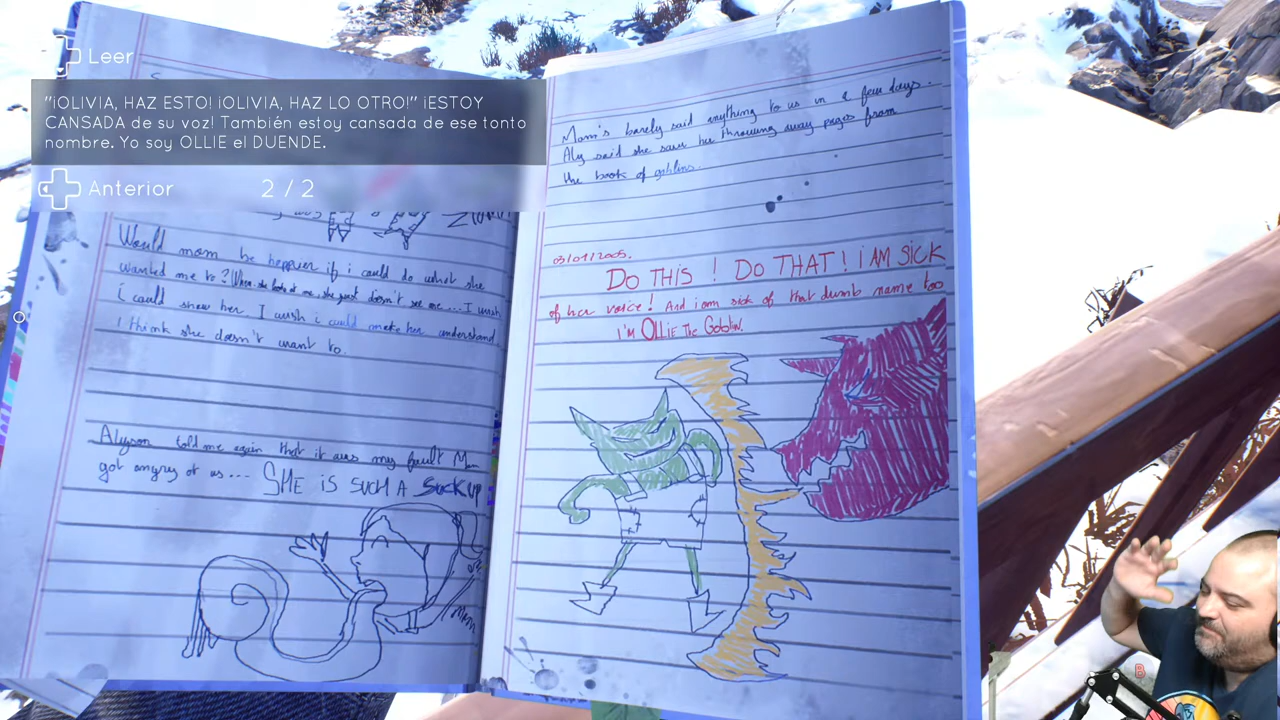 Leer
"¡OLIVIA, HAZ ESTO! ¡OLIVIA, HAZ LO OTRO!" ¡ESTOY
CANSADA de su voz! También estoy cansada de ese tonto
nombre. Yo soy OLLIE el DUENDE.
Anterior 2 / 2
Would mom be happier if i could do what she
wanted me to? When she looks at me, she just doesn't see me... I wish
i could show her I wish i could make her understand
I think she doesn't want to.
Alyson told me again that it was my fault Mom
got angry at us... SHE IS SUCH A SUCK UP
Mom
Mom's barely said anything to us in a few days.
Aly said she saw her throwing away pages from
the book of goblins.
03/01/2005.
DO THIS! DO THAT! i AM SICK
of her voice! And i am sick of that dumb name too
I'M OLLIE The GobLiN.
B